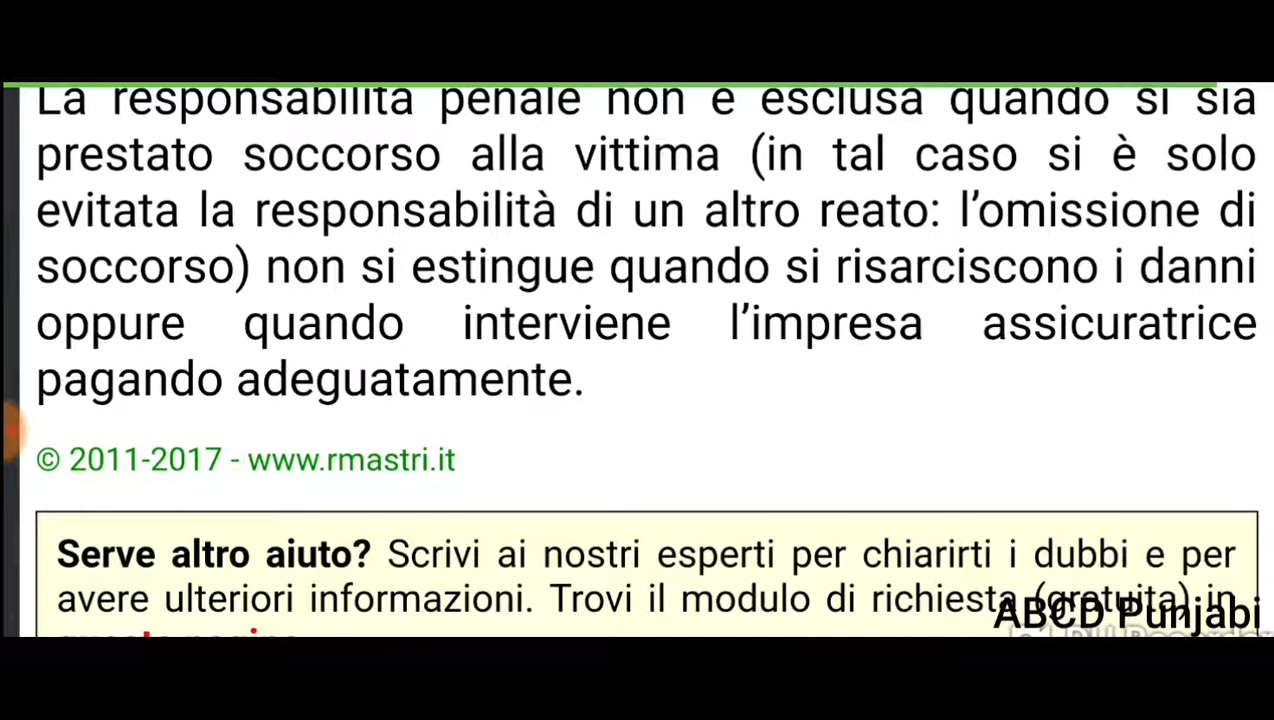 La responsabilità penale non è esclusa quando si sia
prestato soccorso alla vittima (in tal caso si è solo
evitata la responsabilità di un altro reato: l’omissione di
soccorso) non si estingue quando si risarciscono i danni
oppure quando interviene l’impresa assicuratrice
pagando adeguatamente.
© 2011-2017 - www.rmastri.it
Serve altro aiuto? Scrivi ai nostri esperti per chiarirti i dubbi e per
avere ulteriori informazioni. Trovi il modulo di richiesta (gratuita) in
ABCD Punjabi